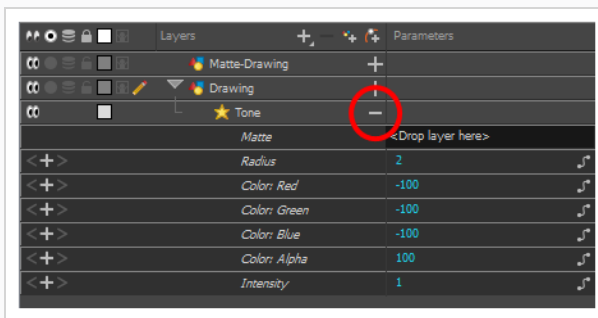 Layers Parameters
Matte-Drawing
Drawing
Tone
Matte <Drop layer here>
Radius 2
Color: Red -100
Color: Green -100
Color: Blue -100
Color: Alpha 100
Intensity 1